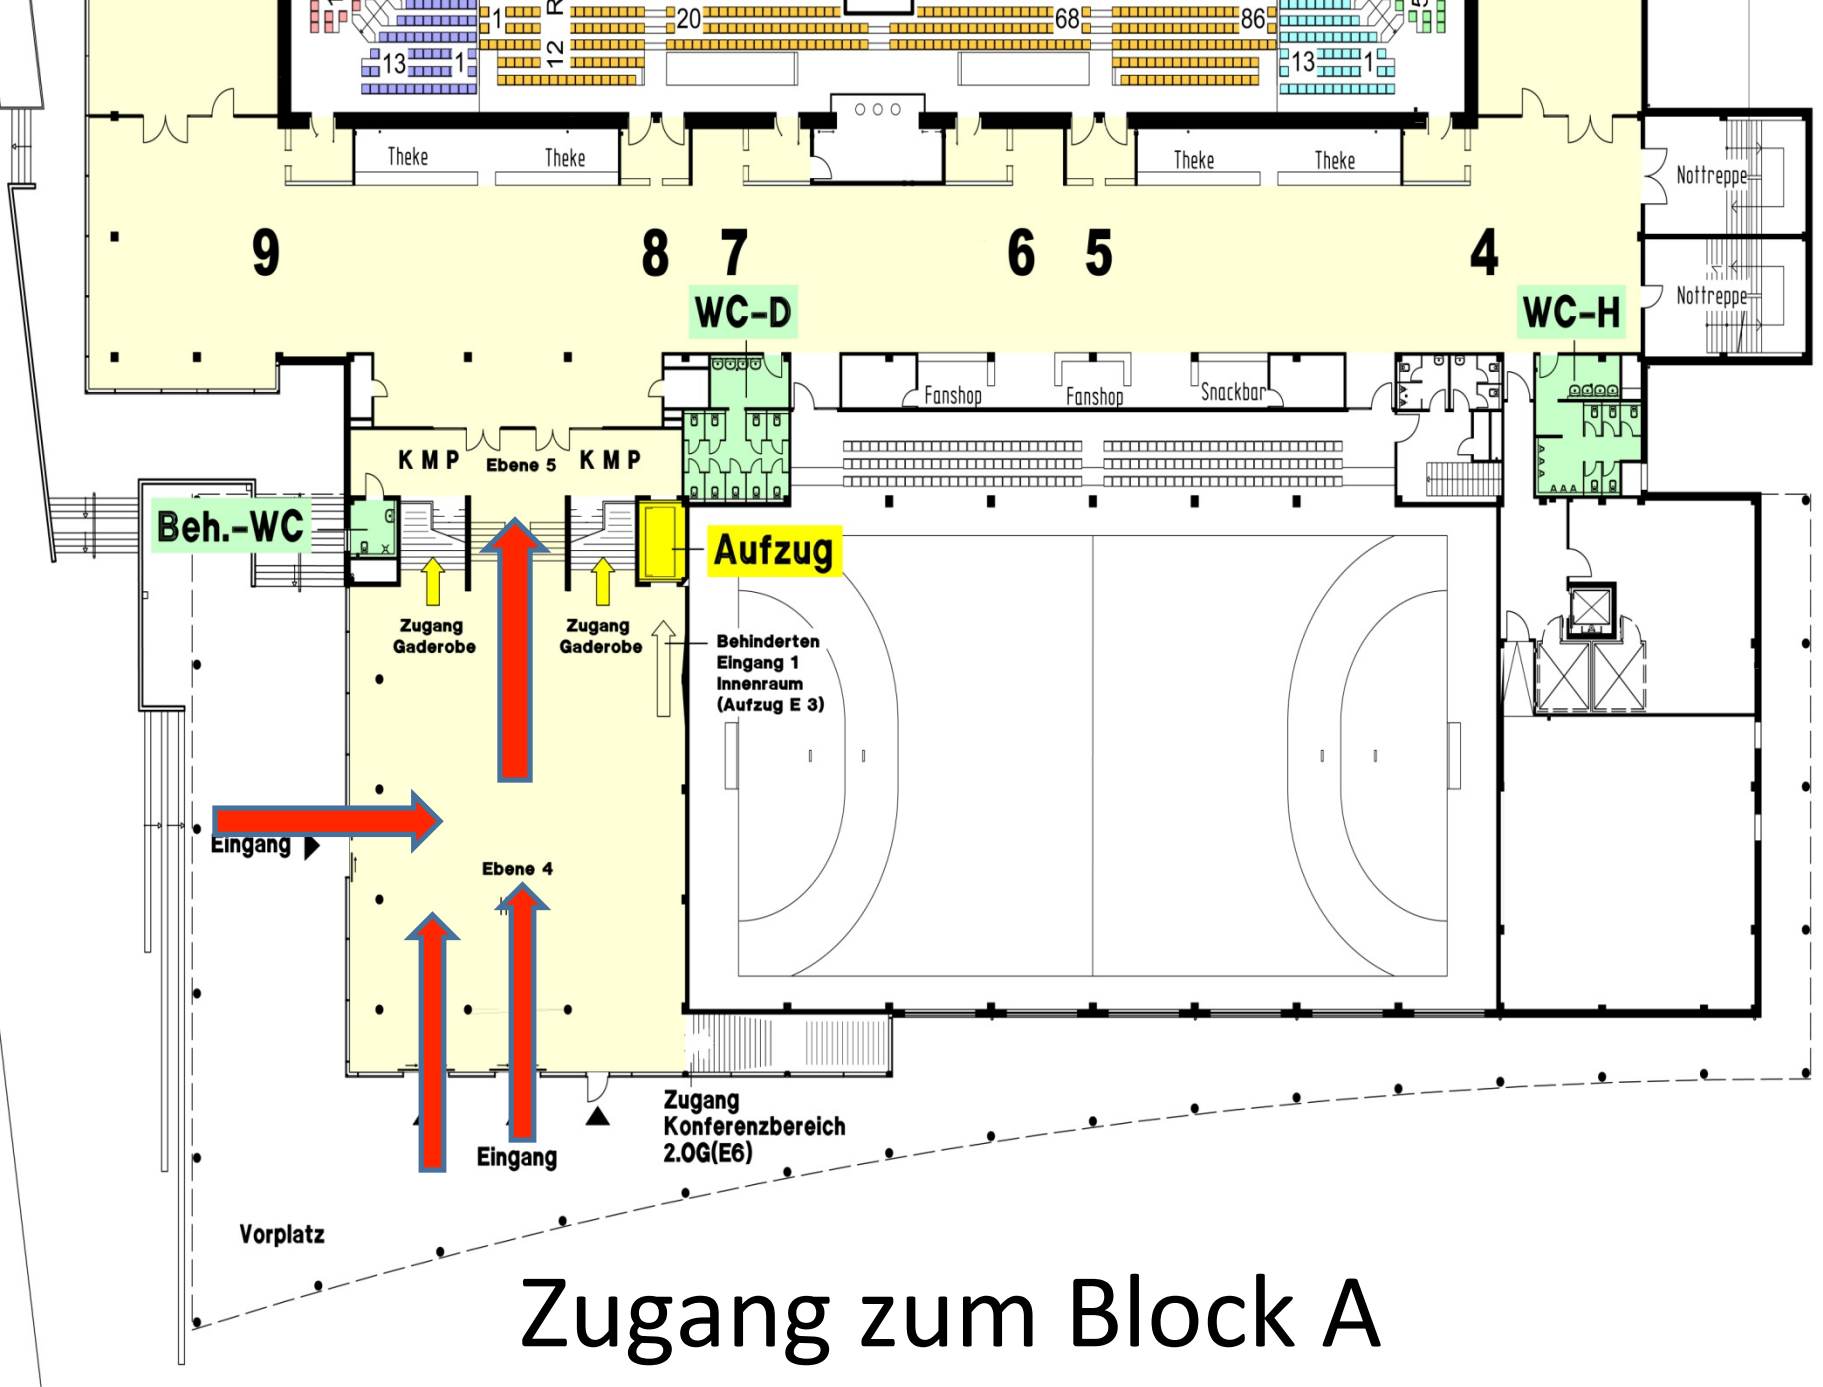 1
20
68
86
12
R
13
1
13
1
Theke
Theke
Theke
Theke
Nottreppe
9
8
7
6
5
4
Nottreppe
WC-D
WC-H
Fanshop
Fanshop
Snackbar
KMP
Ebene 5
KMP
Beh.-WC
Aufzug
Zugang
Gaderobe
Zugang
Gaderobe
Behinderten
Eingang 1
Innenraum
(Aufzug E 3)
Eingang
Ebene 4
Zugang
Konferenzbereich
2.OG(E6)
Eingang
Vorplatz
Zugang zum Block A